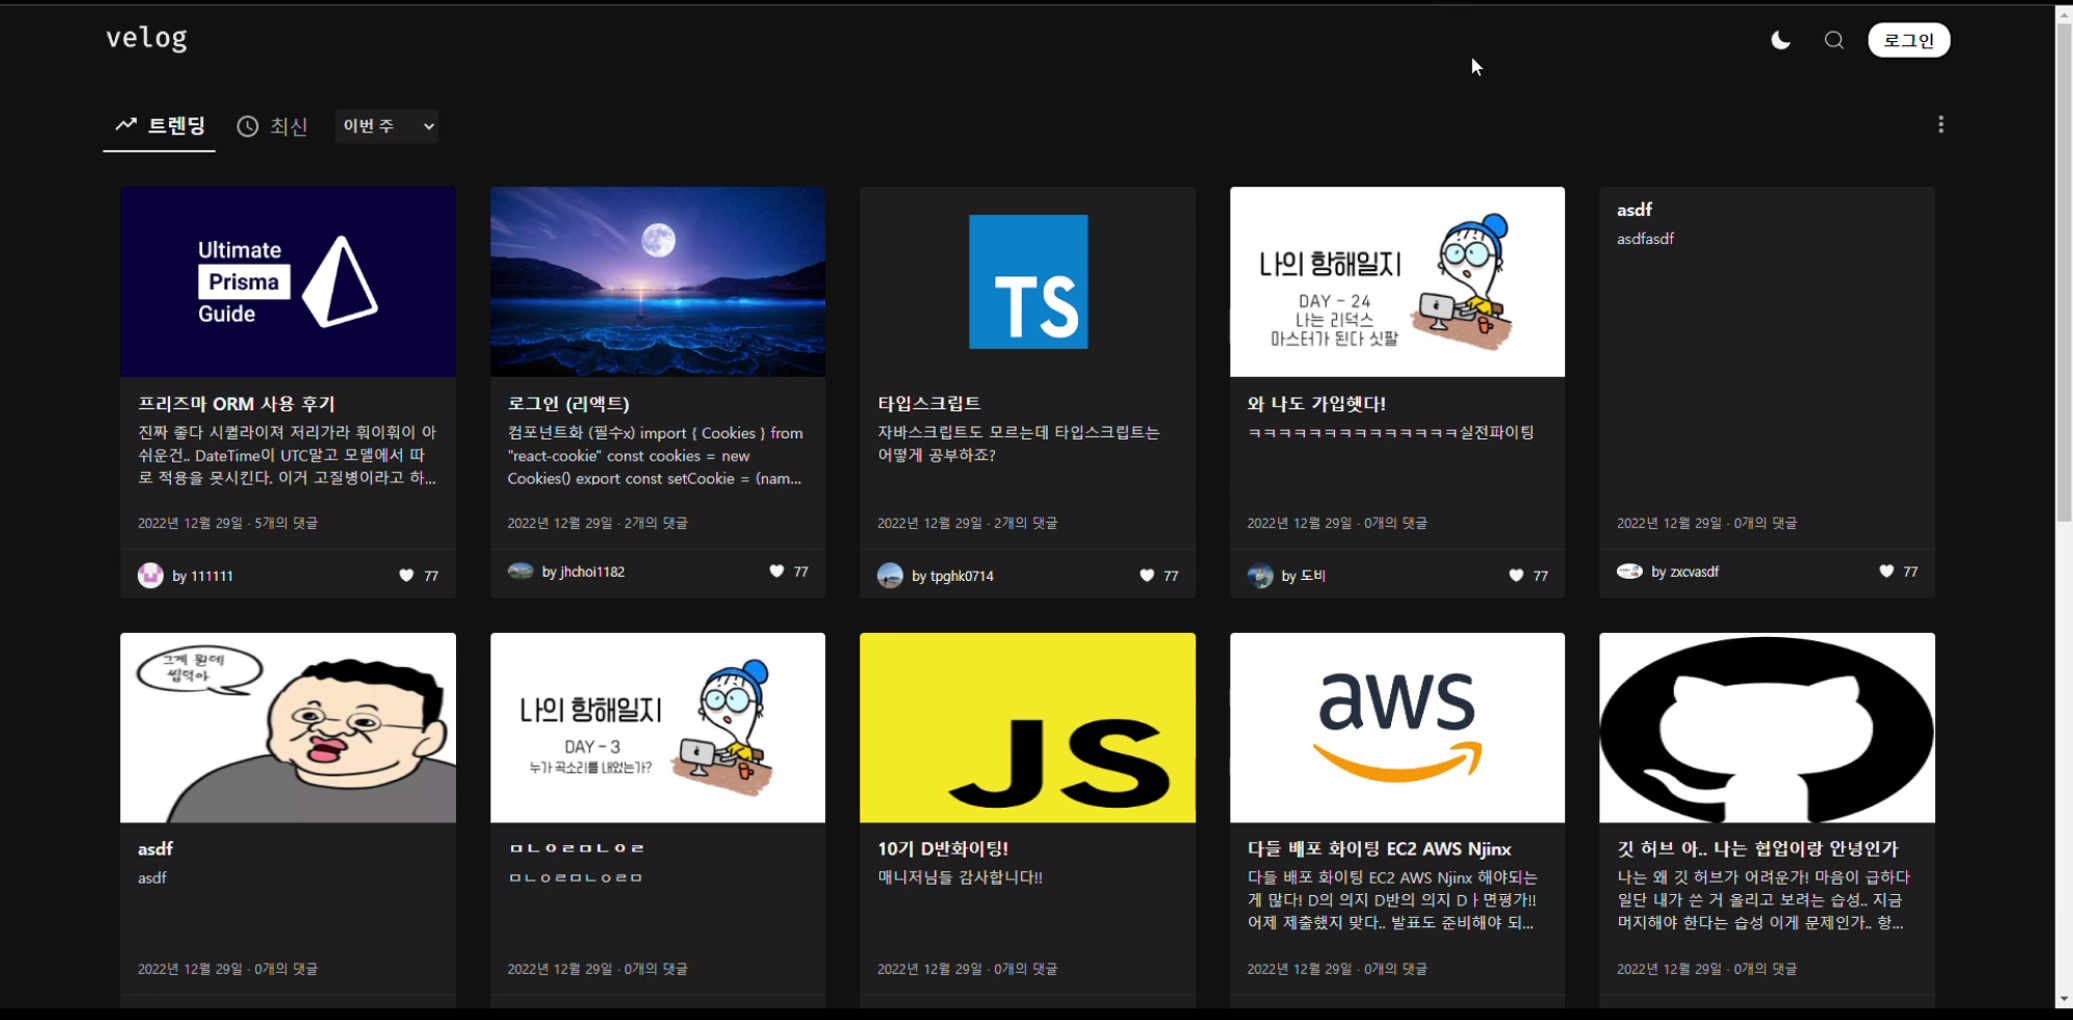 velog
로그인
트렌딩
최신
이번 주
Ultimate
Prisma
Guide
프리즈마 ORM 사용 후기
진짜 좋다 시퀄라이져 저리가라 훠이훠이 아
쉬운건.. DateTime이 UTC말고 모델에서 따
로 적용을 못시킨다. 이거 고질병이라고 하...
2022년 12월 29일 · 5개의 댓글
by 111111
77
로그인 (리액트)
컴포넌트화 (필수x) import { Cookies } from
"react-cookie" const cookies = new
Cookies() export const setCookie = (nam...
2022년 12월 29일 · 2개의 댓글
by jhchoi1182
77
TS
타입스크립트
자바스크립트도 모르는데 타입스크립트는
어떻게 공부하죠?
2022년 12월 29일 · 2개의 댓글
by tpghk0714
77
나의 항해일지
DAY - 24
나는 리덕스
마스터가 된다 싯팔
와 나도 가입헷다!
ㅋㅋㅋㅋㅋㅋㅋㅋㅋㅋㅋㅋㅋㅋ실전파이팅
2022년 12월 29일 · 0개의 댓글
by 도비
77
asdf
asdfasdf
2022년 12월 29일 · 0개의 댓글
by zxcvasdf
77
그게 뭔데
씹덕아
asdf
asdf
2022년 12월 29일 · 0개의 댓글
나의 항해일지
DAY - 3
누가 곡소리를 내었는가?
ㅁㄴㅇㄹㅁㄴㅇㄹ
ㅁㄴㅇㄹㅁㄴㅇㄹㅁ
2022년 12월 29일 · 0개의 댓글
JS
10기 D반화이팅!
매니저님들 감사합니다!!
2022년 12월 29일 · 0개의 댓글
aws
다들 배포 화이팅 EC2 AWS Njinx
다들 배포 화이팅 EC2 AWS Njinx 해야되는
게 많다! D의 의지 D반의 의지 Dㅏ면평가!!
어제 제출했지 맞다.. 발표도 준비해야 되...
2022년 12월 29일 · 0개의 댓글
깃 허브 아.. 나는 협업이랑 안녕인가
나는 왜 깃 허브가 어려운가! 마음이 급하다
일단 내가 쓴 거 올리고 보려는 습성.. 지금
머지해야 한다는 습성 이게 문제인가.. 항...
2022년 12월 29일 · 0개의 댓글